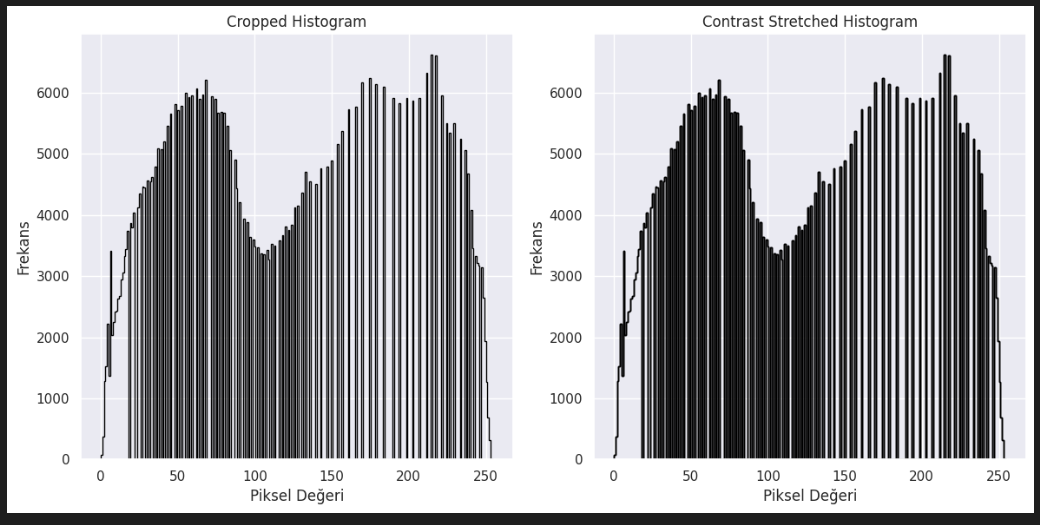 Cropped Histogram
Frekans
6000
5000
4000
3000
2000
1000
0
0 50 100 150 200 250
Piksel Değeri
Contrast Stretched Histogram
Frekans
6000
5000
4000
3000
2000
1000
0
0 50 100 150 200 250
Piksel Değeri